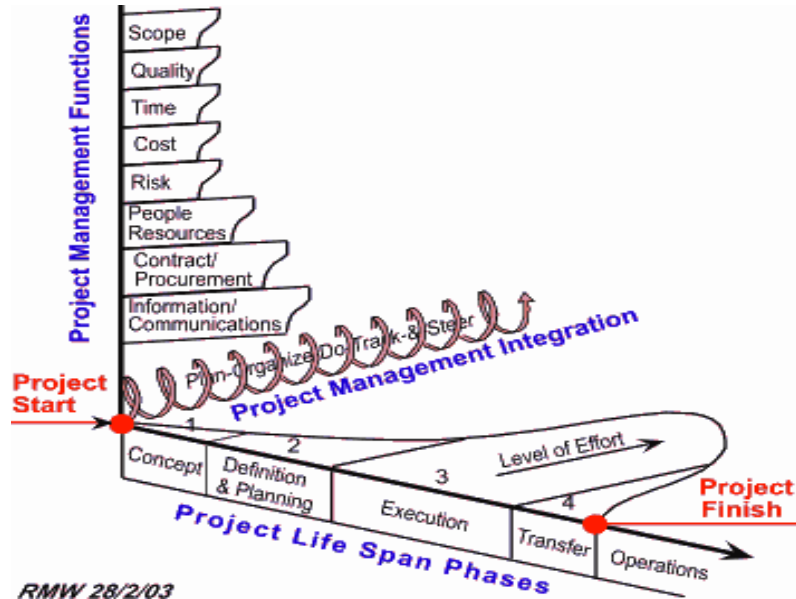 Project Management Functions
Scope
Quality
Time
Cost
Risk
People
Resources
Contract/
Procurement
Information/
Communications
Plan-Organize-Do-Track-&-Steer
Project Management Integration
Project
Start
1
2
3
4
Level of Effort
Concept
Definition
& Planning
Execution
Transfer
Operations
Project
Finish
Project Life Span Phases
RMW 28/2/03